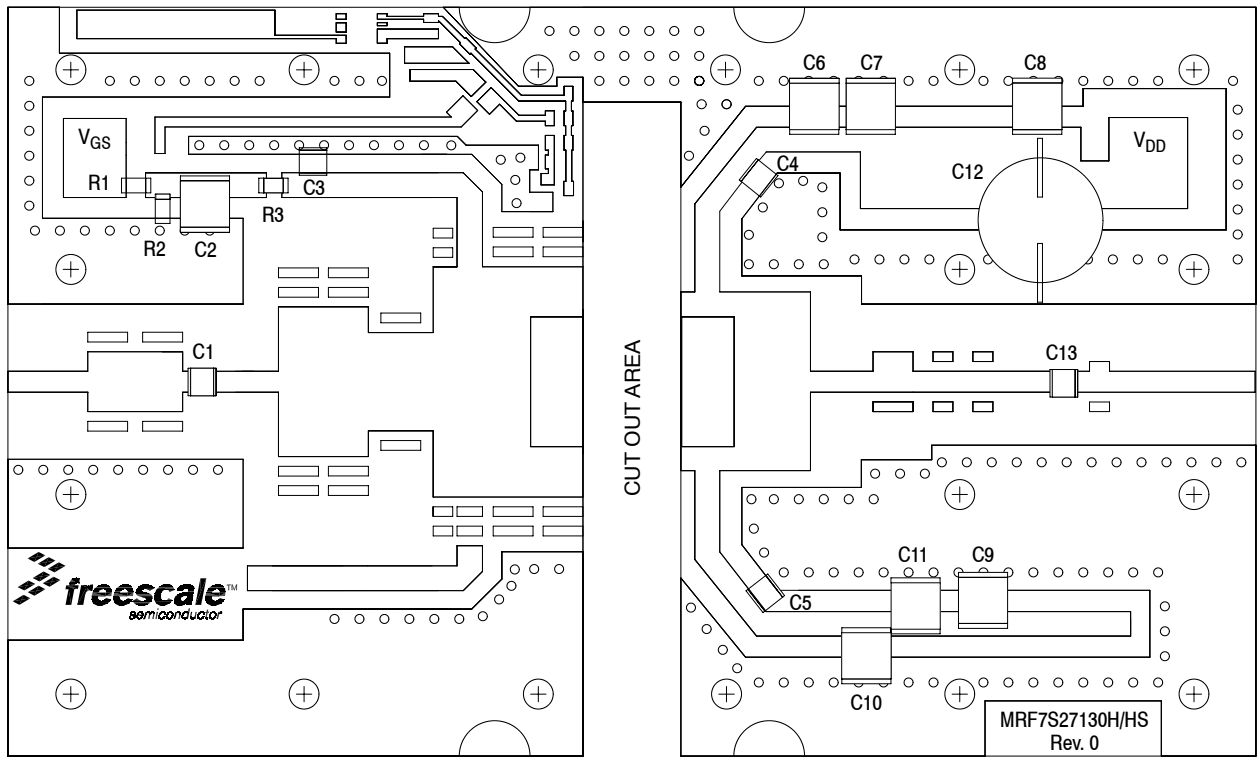 C6
C7
C8
VGS
VDD
C12
C4
R1
C3
R3
R2
C2
C1
CUT OUT AREA
C13
C11
C9
freescale™
semiconductor
C5
C10
MRF7S27130H/HS
Rev. 0